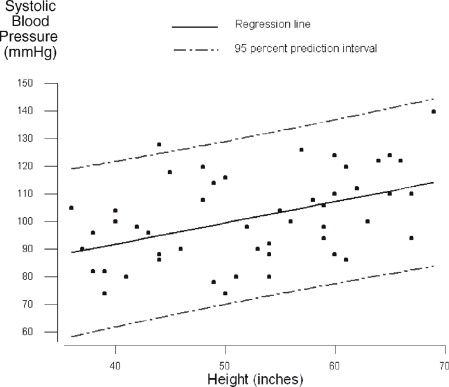 Systolic
Blood
Pressure
(mmHg)
Regression line
95 percent prediction interval
150
140
130
120
110
100
90
80
70
60
40
50
60
70
Height (inches)